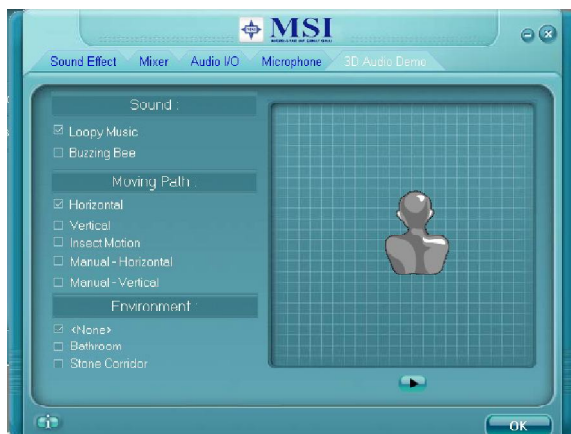 MSI
Sound Effect Mixer Audio I/O Microphone 3D Audio Demo
Sound :
Loopy Music
Buzzing Bee
Moving Path :
Horizontal
Vertical
Insect Motion
Manual - Horizontal
Manual - Vertical
Environment :
<None>
Bathroom
Stone Corridor
OK